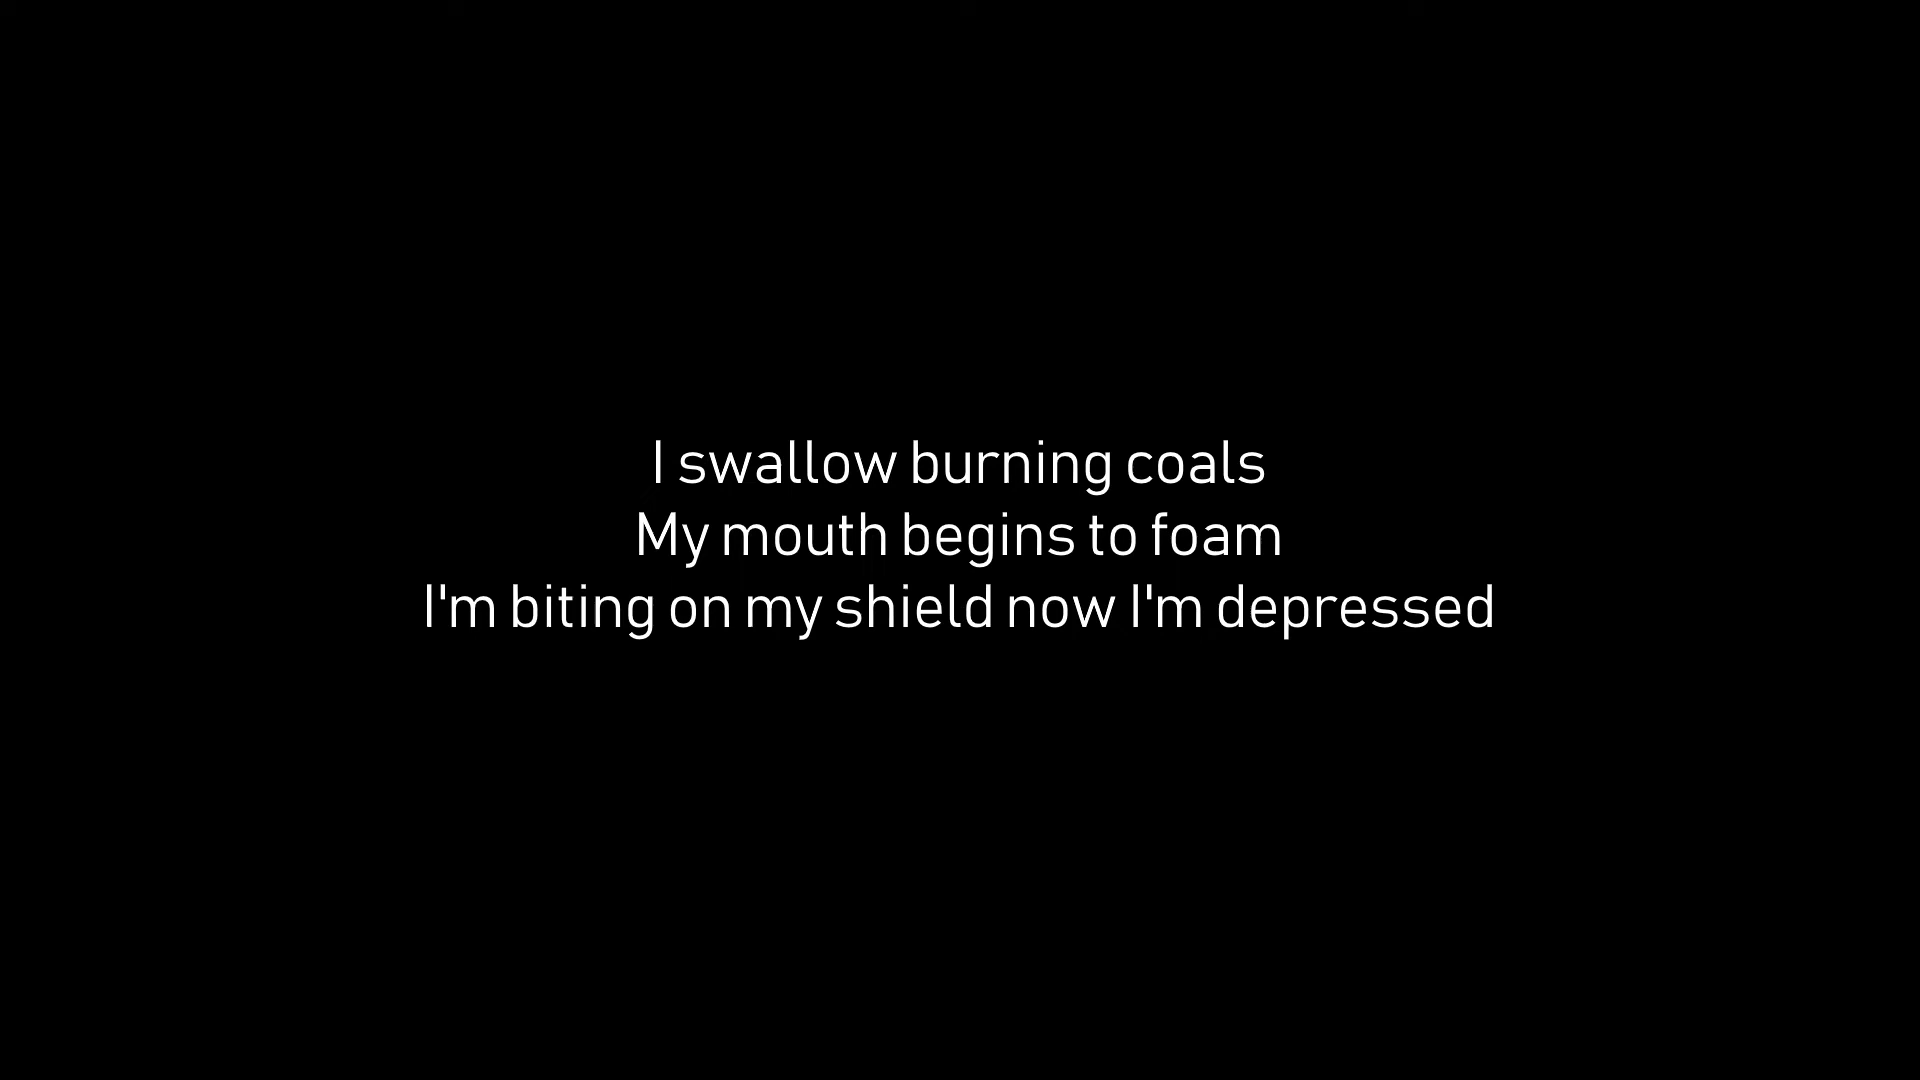 I swallow burning coals
My mouth begins to foam
I'm biting on my shield now I'm depressed